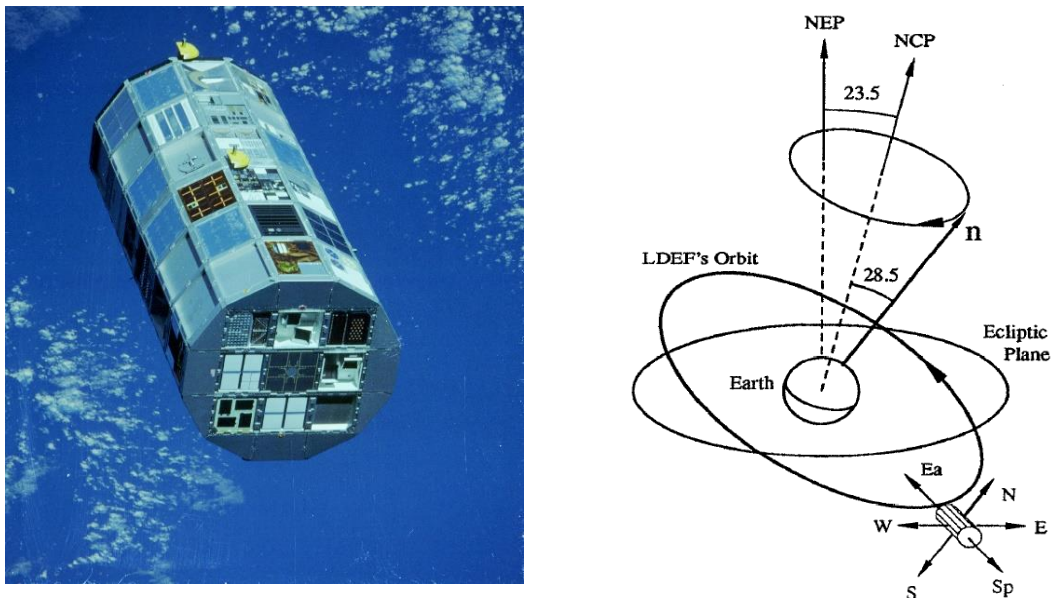 NEP
NCP
23.5
n
LDEF's Orbit
28.5
Ecliptic
Plane
Earth
Ea
N
W
E
S
Sp